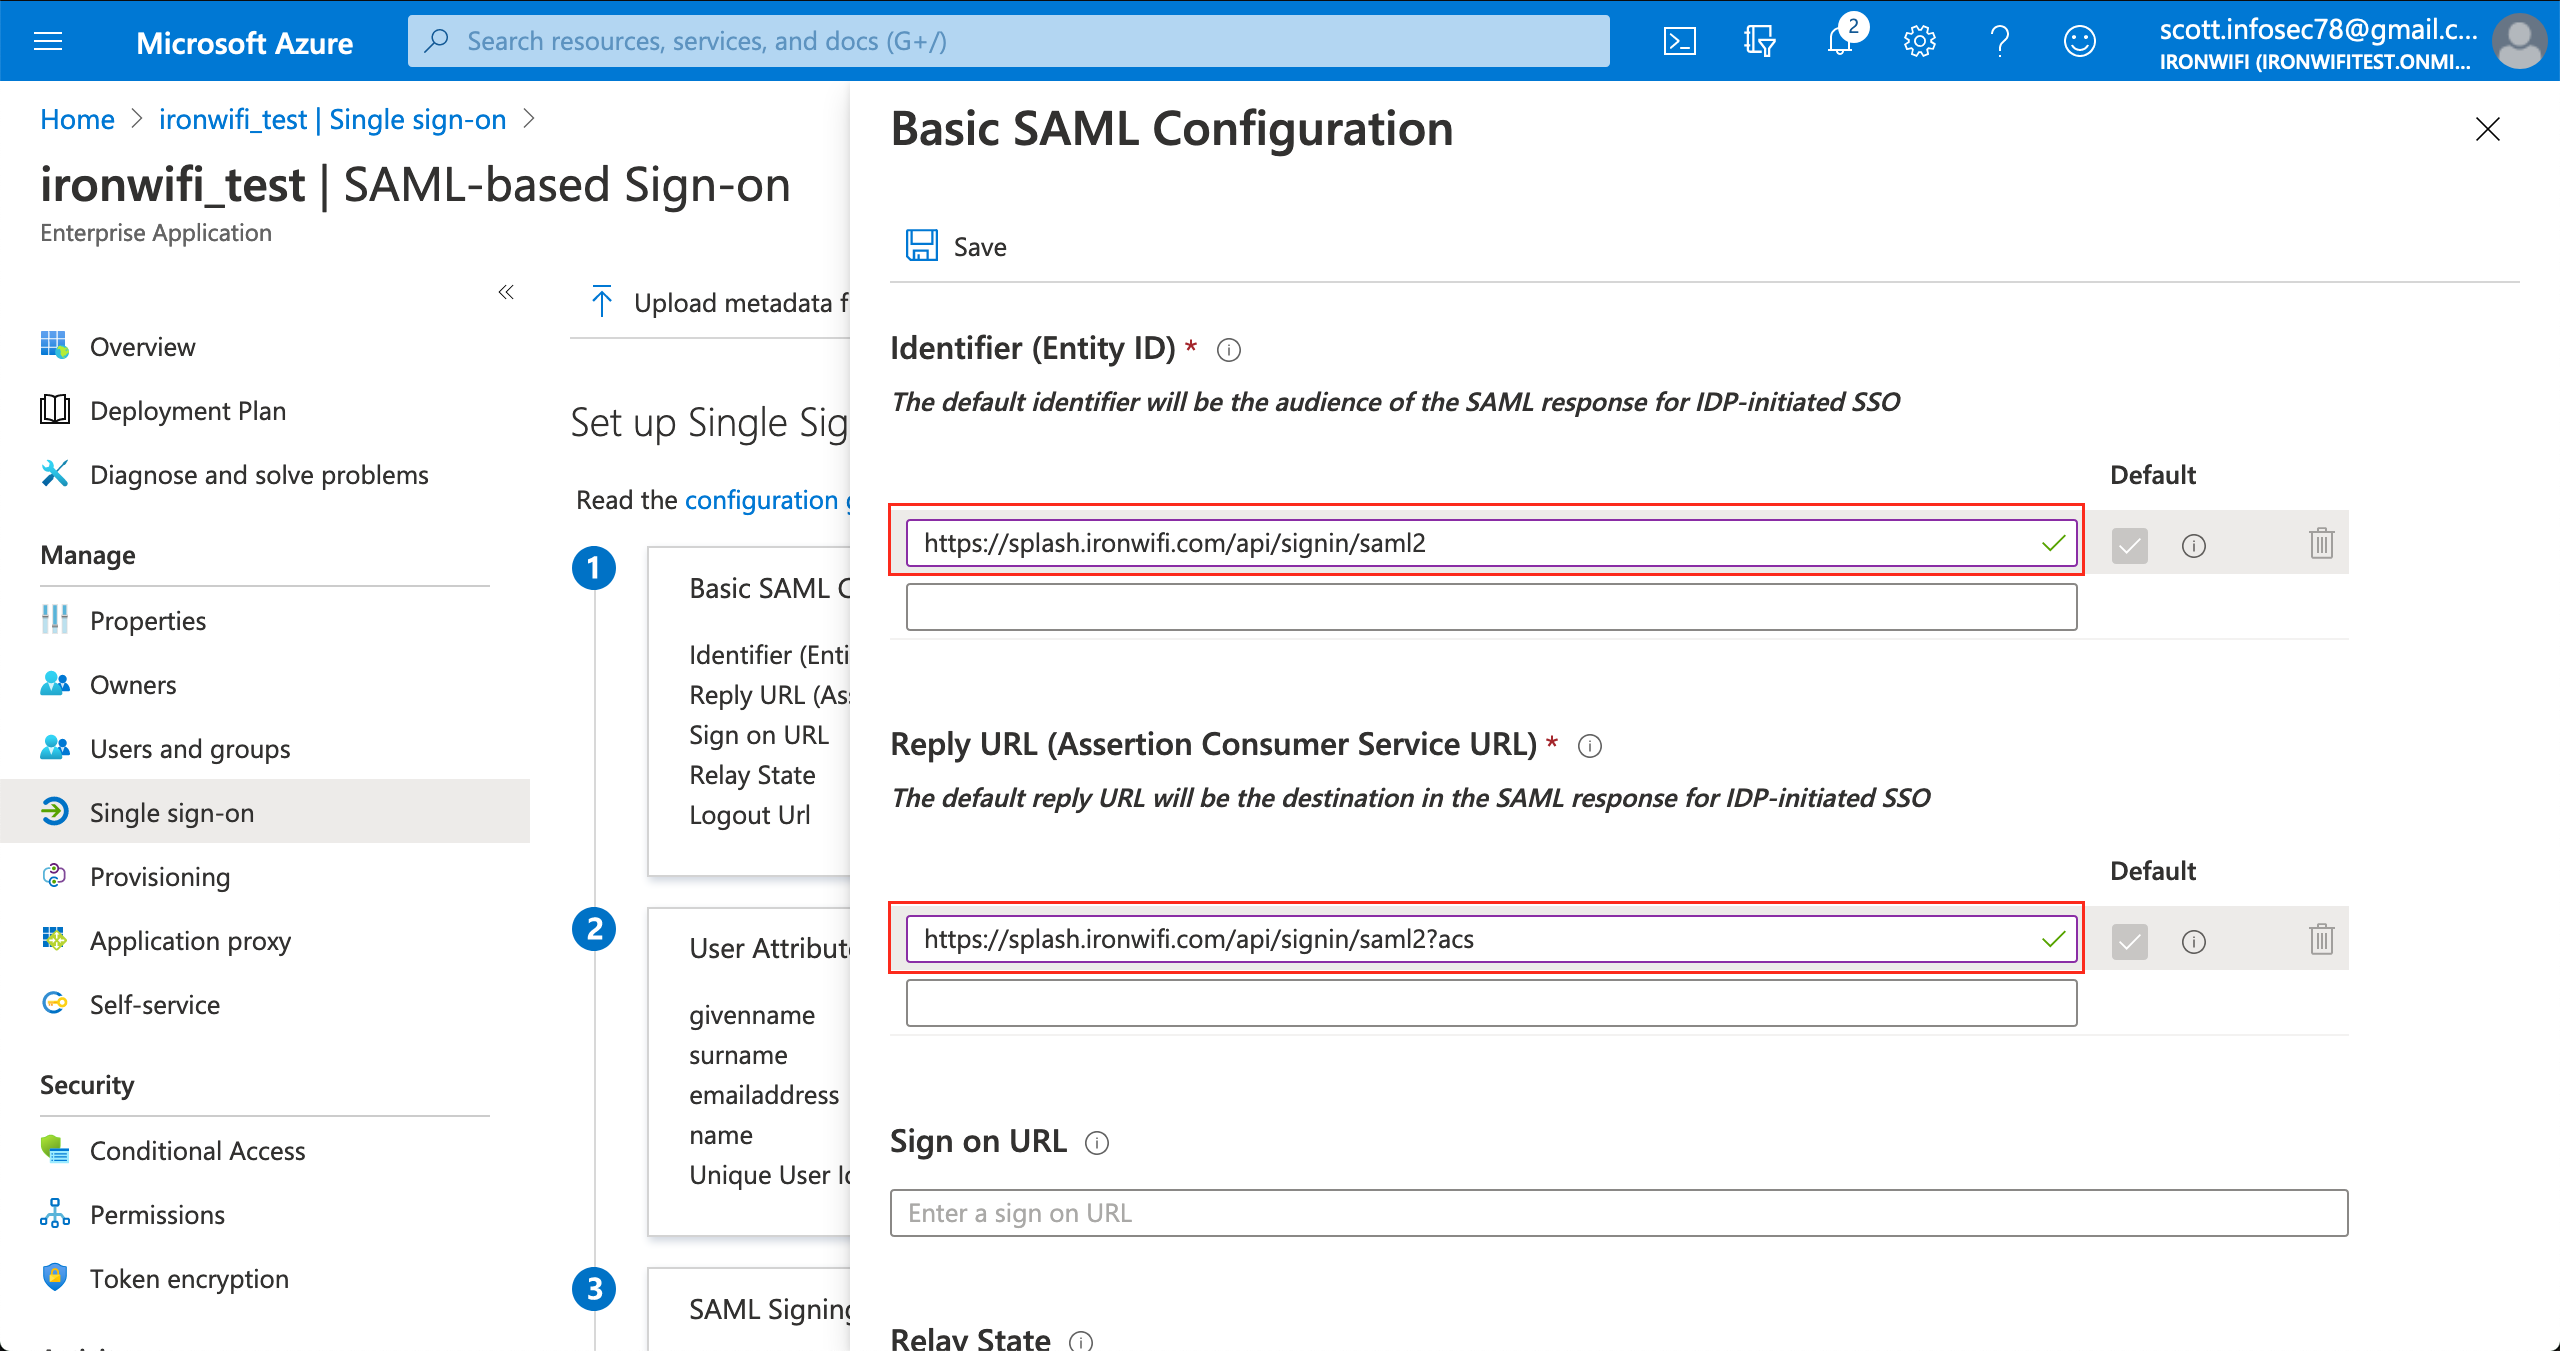 Microsoft Azure
Search resources, services, and docs (G+/)
2
scott.infosec78@gmail.c...
IRONWIFI (IRONWIFITEST.ONMI...
Home > ironwifi_test | Single sign-on >
ironwifi_test | SAML-based Sign-on
Enterprise Application
«
Overview
Deployment Plan
Diagnose and solve problems
Manage
Properties
Owners
Users and groups
Single sign-on
Provisioning
Application proxy
Self-service
Security
Conditional Access
Permissions
Token encryption
Upload metadata f
Set up Single Sig
Read the configuration g
1
Basic SAML C
Identifier (Enti
Reply URL (Ass
Sign on URL
Relay State
Logout Url
2
User Attribute
givenname
surname
emailaddress
name
Unique User Id
3
SAML Signing
Basic SAML Configuration
Save
Identifier (Entity ID) *
The default identifier will be the audience of the SAML response for IDP-initiated SSO
Default
https://splash.ironwifi.com/api/signin/saml2
Reply URL (Assertion Consumer Service URL) *
The default reply URL will be the destination in the SAML response for IDP-initiated SSO
Default
https://splash.ironwifi.com/api/signin/saml2?acs
Sign on URL
Enter a sign on URL
Relay State